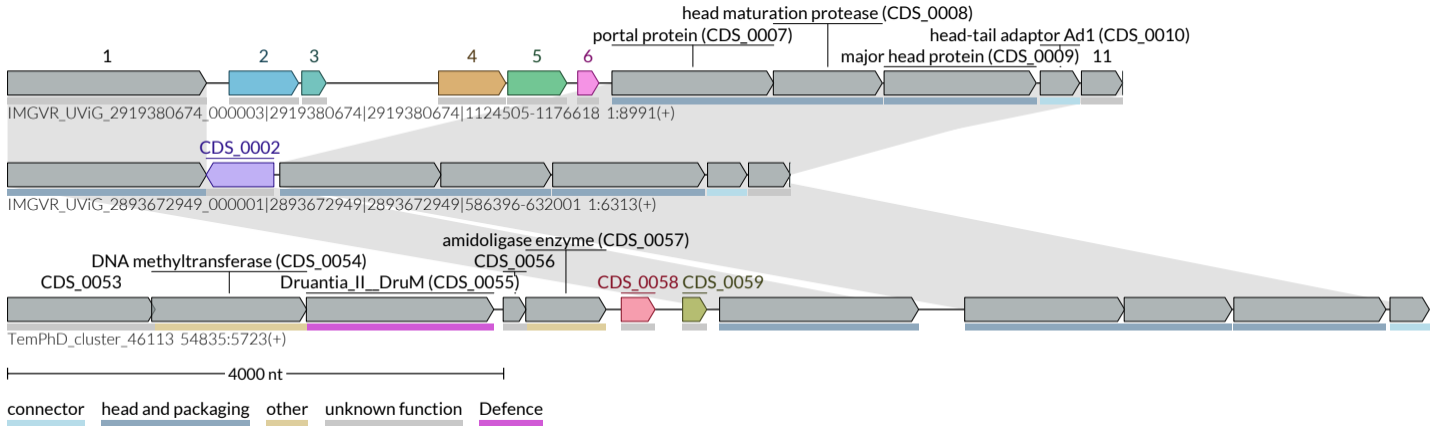 head maturation protease (CDS_0008)
portal protein (CDS_0007) head-tail adaptor Ad1 (CDS_0010)
1 2 3 4 5 6 major head protein (CDS_0009) 11
IMGVR_UViG_2919380674_000003|2919380674|2919380674|1124505-1176618 1:8991(+)
CDS_0002
IMGVR_UViG_2893672949_000001|2893672949|2893672949|586396-632001 1:6313(+)
amidoligase enzyme (CDS_0057)
DNA methyltransferase (CDS_0054) CDS_0056
CDS_0053 Druantia_II__DruM (CDS_0055) CDS_0058 CDS_0059
TemPhD_cluster_46113 54835:5723(+)
4000 nt
connector head and packaging other unknown function Defence